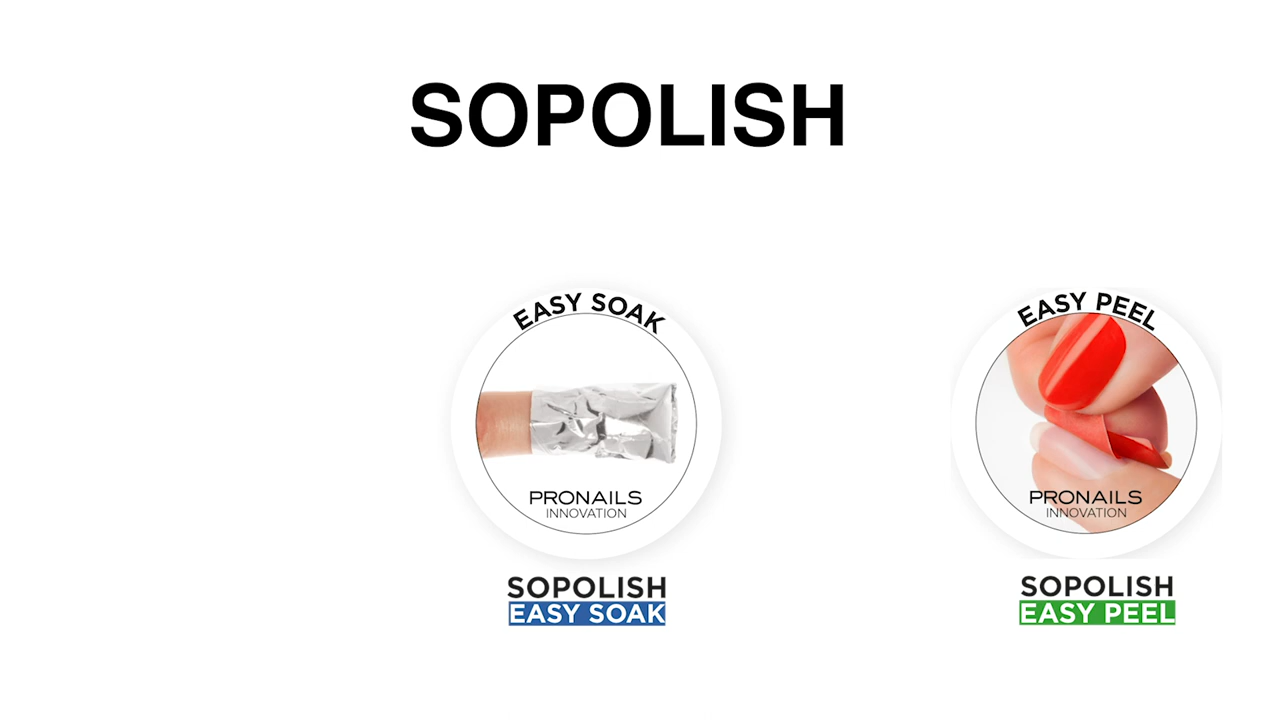 SOPOLISH
EASY SOAK
PRONAILS
INNOVATION
SOPOLISH
EASY SOAK
EASY PEEL
PRONAILS
INNOVATION
SOPOLISH
EASY PEEL